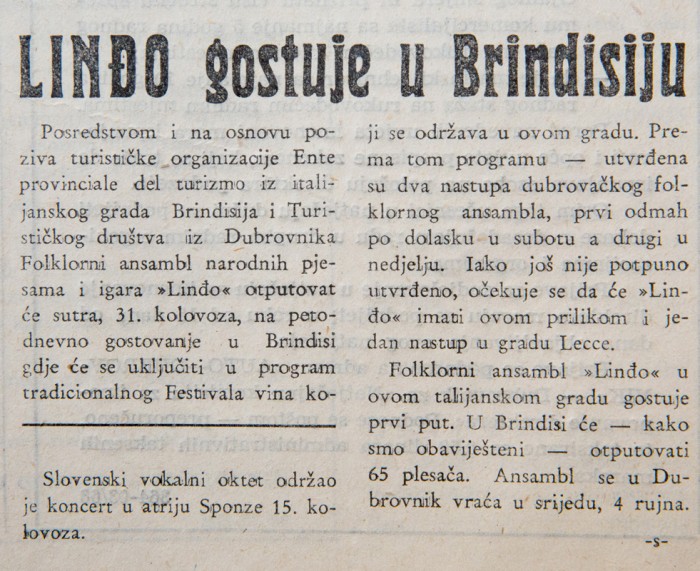 LINĐO gostuje u Brindisiju
Posredstvom i na osnovu po-
ziva turističke organizacije Ente
provinciale del turizmo iz itali-
janskog grada Brindisija i Turi-
stičkog društva iz Dubrovnika
Folklorni ansambl narodnih pje-
sama i igara »Linđo« otputovat
će sutra, 31. kolovoza, na peto-
dnevno gostovanje u Brindisi
gdje će se uključiti u program
tradicionalnog Festivala vina ko-
ji se održava u ovom gradu. Pre-
ma tom programu — utvrđena
su dva nastupa dubrovačkog fol-
klornog ansambla, prvi odmah
po dolasku u subotu a drugi u
nedjelju. Iako još nije potpuno
utvrđeno, očekuje se da će »Lin-
đo« imati ovom prilikom i je-
dan nastup u gradu Lecce.
Folklorni ansambl »Linđo« u
ovom talijanskom gradu gostuje
prvi put. U Brindisi će — kako
smo obaviješteni — otputovati
65 plesača. Ansambl se u Du-
brovnik vraća u srijedu, 4 rujna.
-s-
Slovenski vokalni oktet održao
je koncert u atriju Sponze 15. ko-
lovoza.